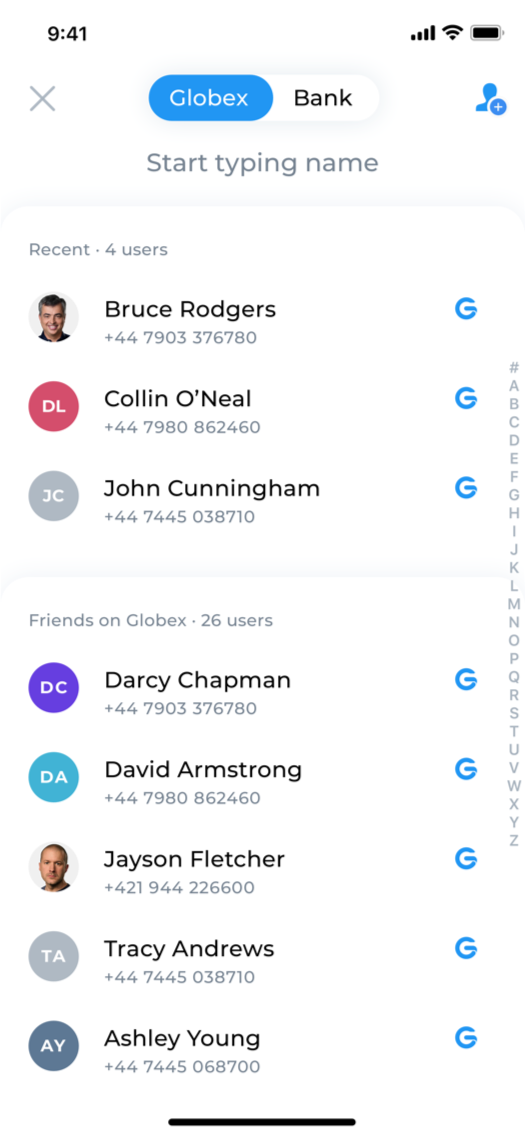 9:41
Globex Bank
Start typing name
Recent · 4 users
Bruce Rodgers
+44 7903 376780
DL
Collin O’Neal
+44 7980 862460
JC
John Cunningham
+44 7445 038710
Friends on Globex · 26 users
DC
Darcy Chapman
+44 7903 376780
DA
David Armstrong
+44 7980 862460
Jayson Fletcher
+421 944 226600
TA
Tracy Andrews
+44 7445 038710
AY
Ashley Young
+44 7445 068700
#
A
B
C
D
E
F
G
H
I
J
K
L
M
N
O
P
Q
R
S
T
U
V
W
X
Y
Z